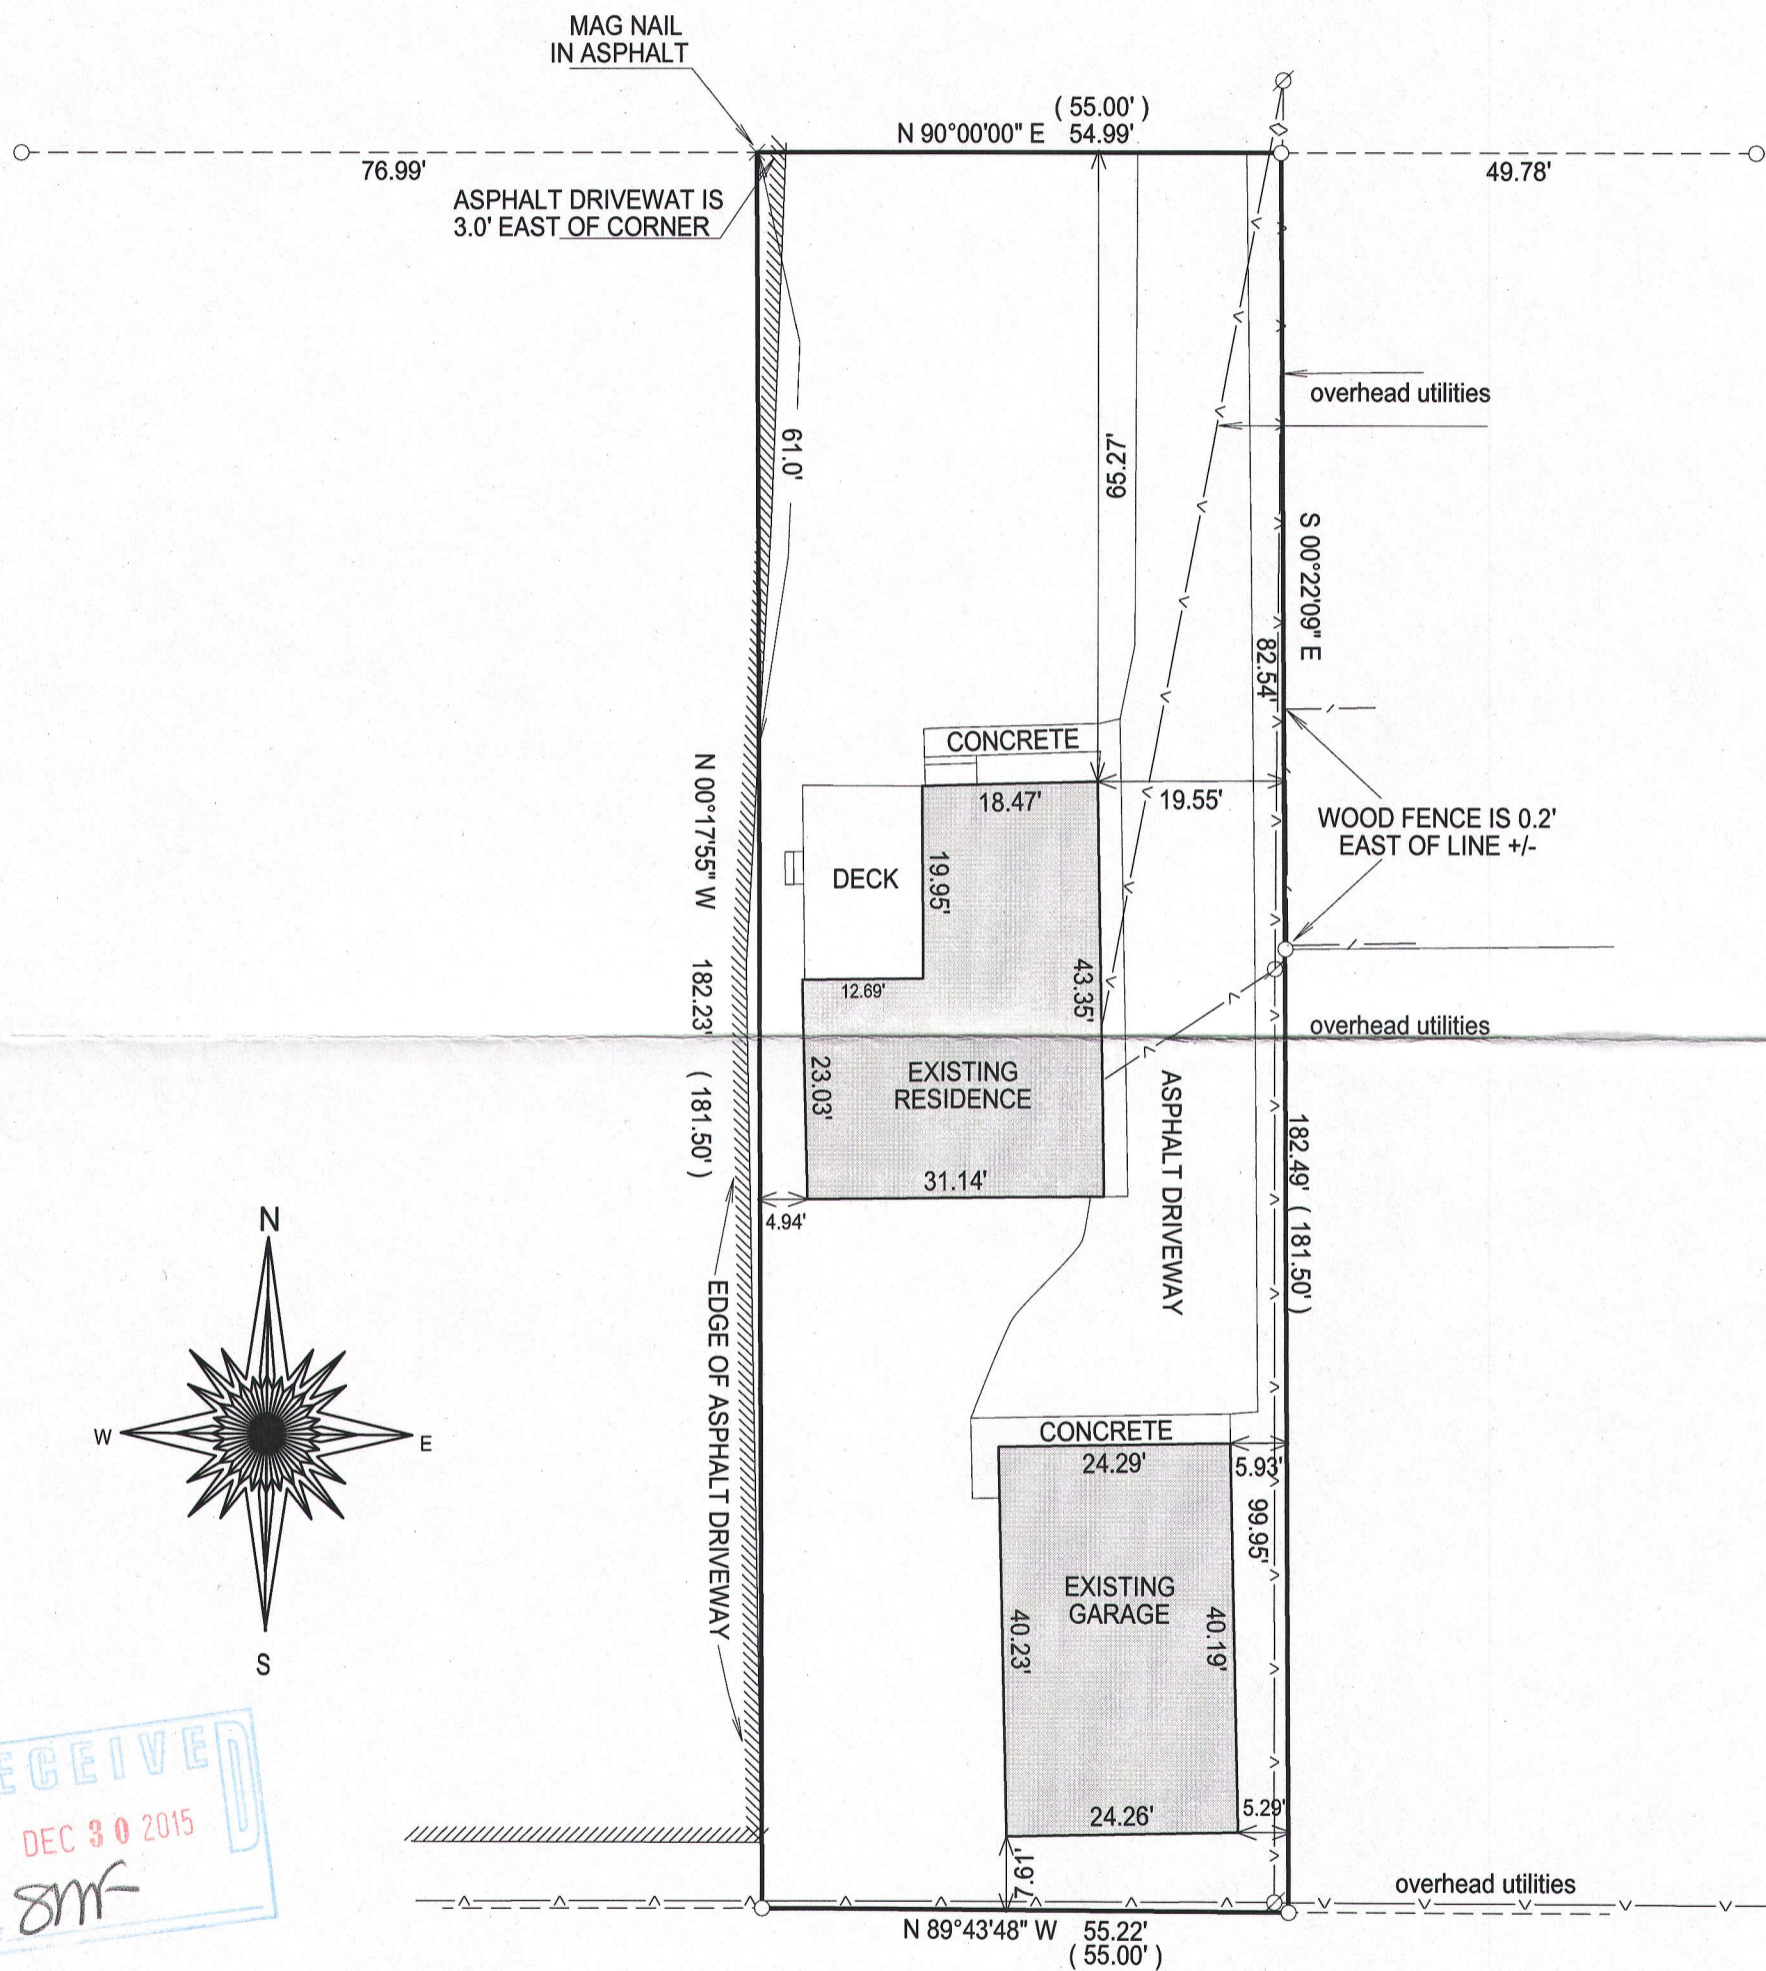 MAG NAIL
IN ASPHALT
( 55.00' )
N 90°00'00" E 54.99'
76.99'
49.78'
ASPHALT DRIVEWAT IS
3.0' EAST OF CORNER
overhead utilities
61.0'
65.27'
S 00°22'09" E
82.54'
CONCRETE
18.47'
19.55'
WOOD FENCE IS 0.2'
EAST OF LINE +/-
DECK
19.95'
N 00°17'55" W 182.23' ( 181.50' )
12.69'
43.35'
overhead utilities
EXISTING
RESIDENCE
23.03'
ASPHALT DRIVEWAY
182.49' ( 181.50' )
31.14'
4.94'
N
W
E
S
EDGE OF ASPHALT DRIVEWAY
CONCRETE
24.29'
5.93'
99.95'
EXISTING
GARAGE
40.23'
40.19'
24.26'
5.29'
7.61'
ECEIVED
DEC 30 2015
SMF
overhead utilities
N 89°43'48" W 55.22'
( 55.00' )